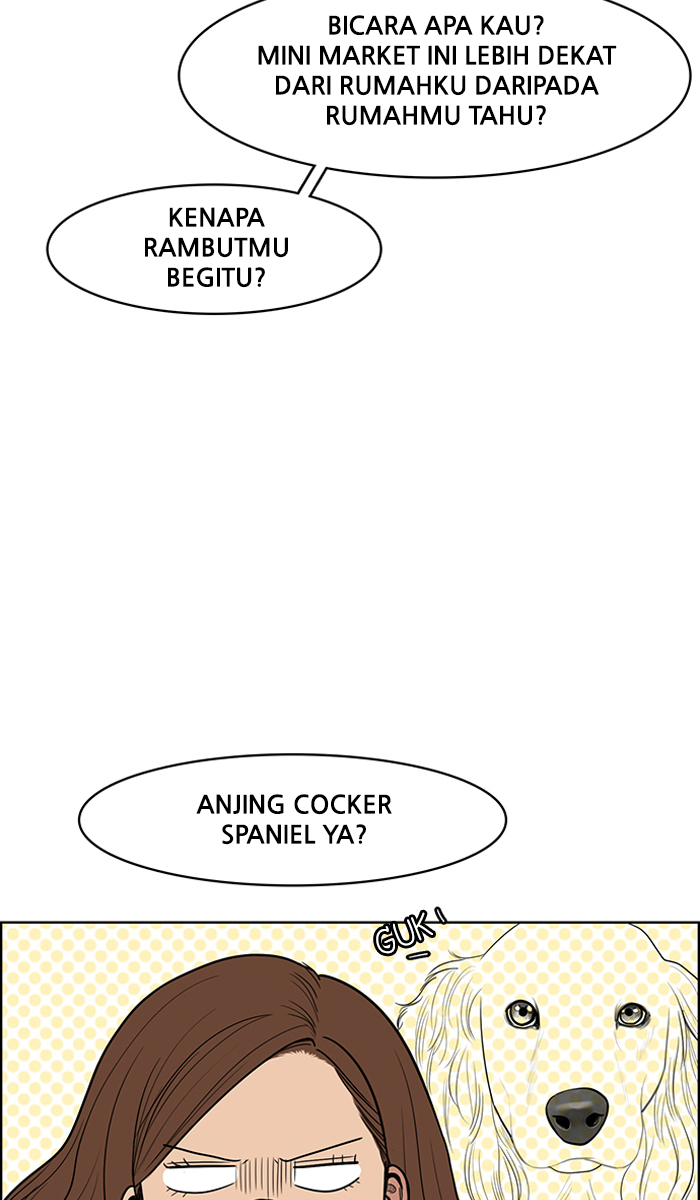 BICARA APA KAU?
MINI MARKET INI LEBIH DEKAT
DARI RUMAHKU DARIPADA
RUMAHMU TAHU?
KENAPA
RAMBUTMU
BEGITU?
ANJING COCKER
SPANIEL YA?
GUK!